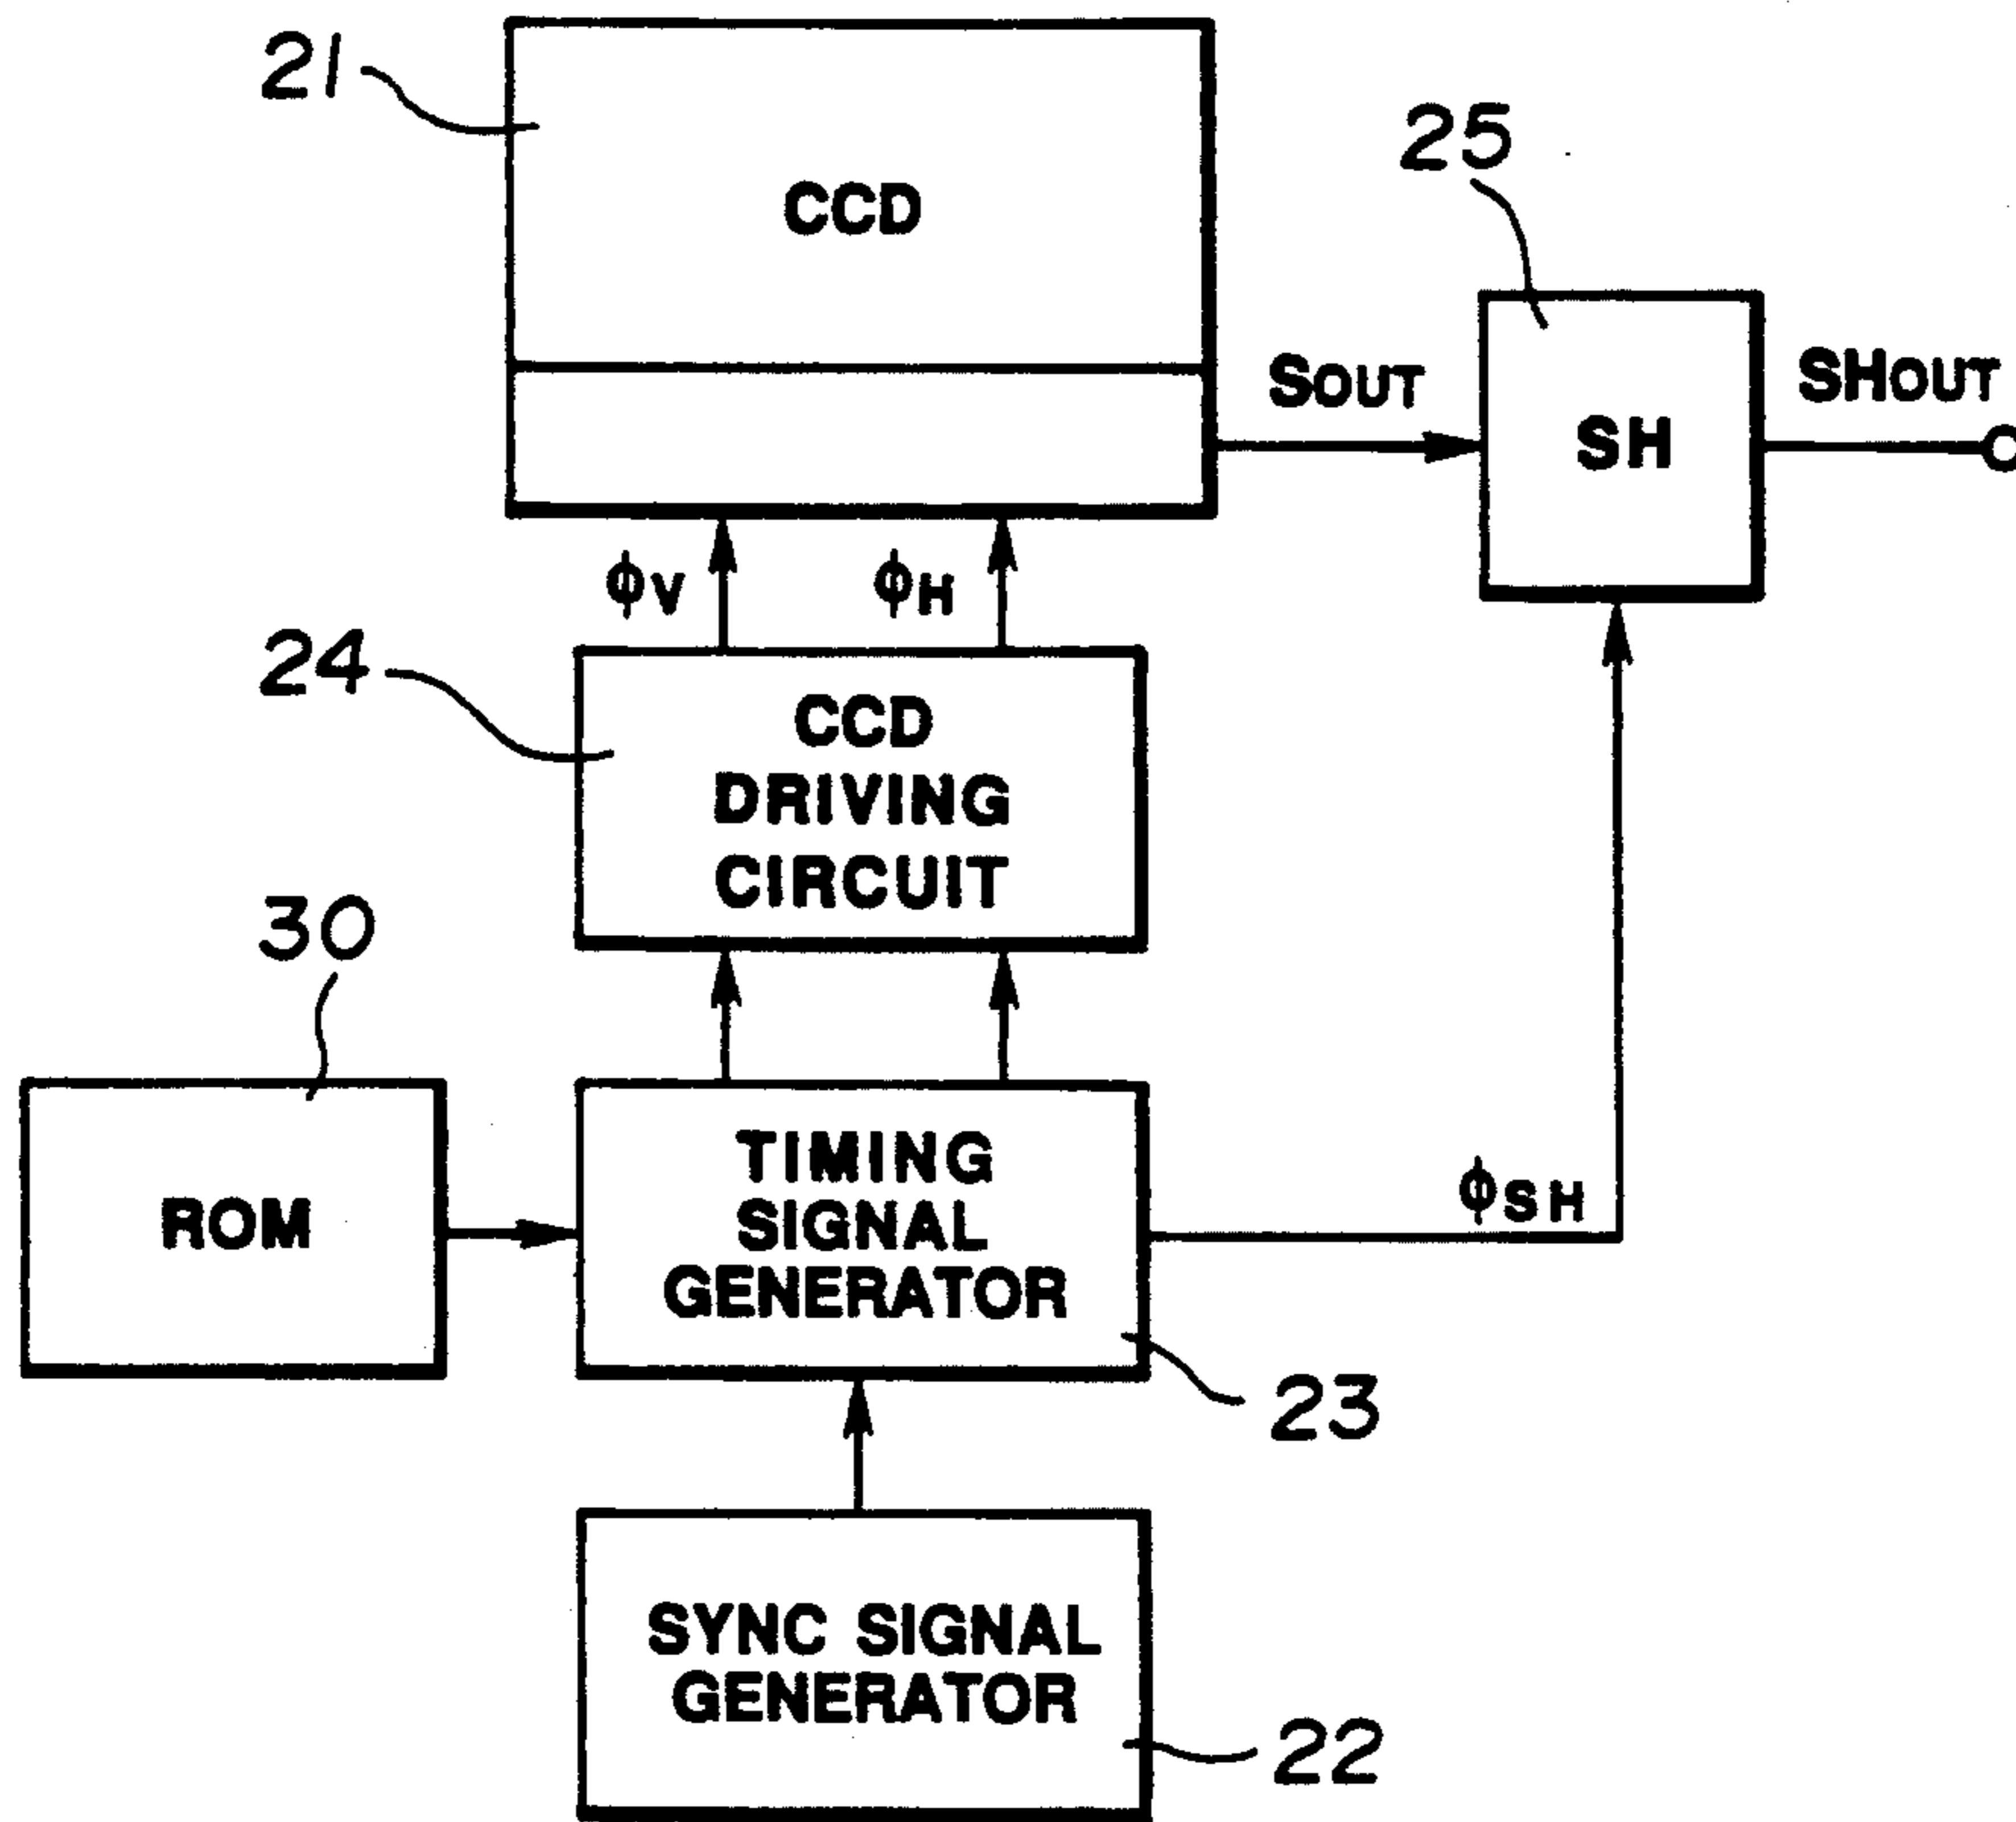 21
CCD
25
SOUT
SHOUT
SH
ϕV
ϕH
24
CCD
DRIVING
CIRCUIT
30
ROM
TIMING
SIGNAL
GENERATOR
ϕSH
23
SYNC SIGNAL
GENERATOR
22